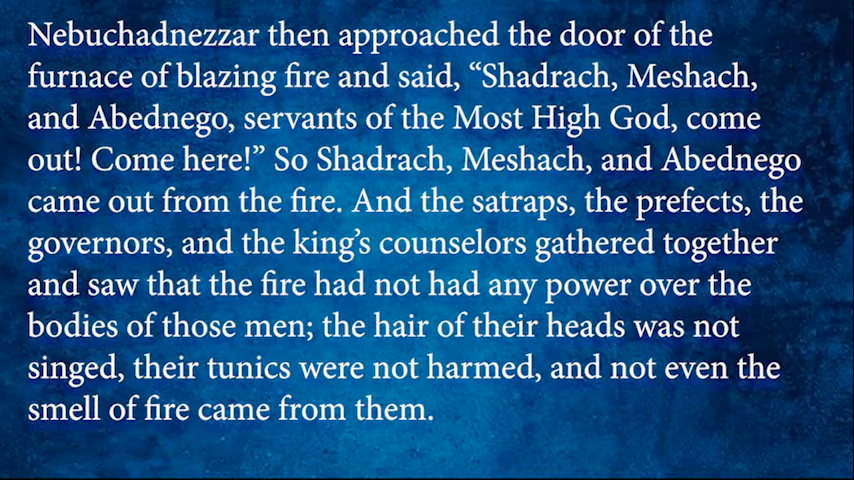 Nebuchadnezzar then approached the door of the
furnace of blazing fire and said, “Shadrach, Meshach,
and Abednego, servants of the Most High God, come
out! Come here!” So Shadrach, Meshach, and Abednego
came out from the fire. And the satraps, the prefects, the
governors, and the king’s counselors gathered together
and saw that the fire had not had any power over the
bodies of those men; the hair of their heads was not
singed, their tunics were not harmed, and not even the
smell of fire came from them.